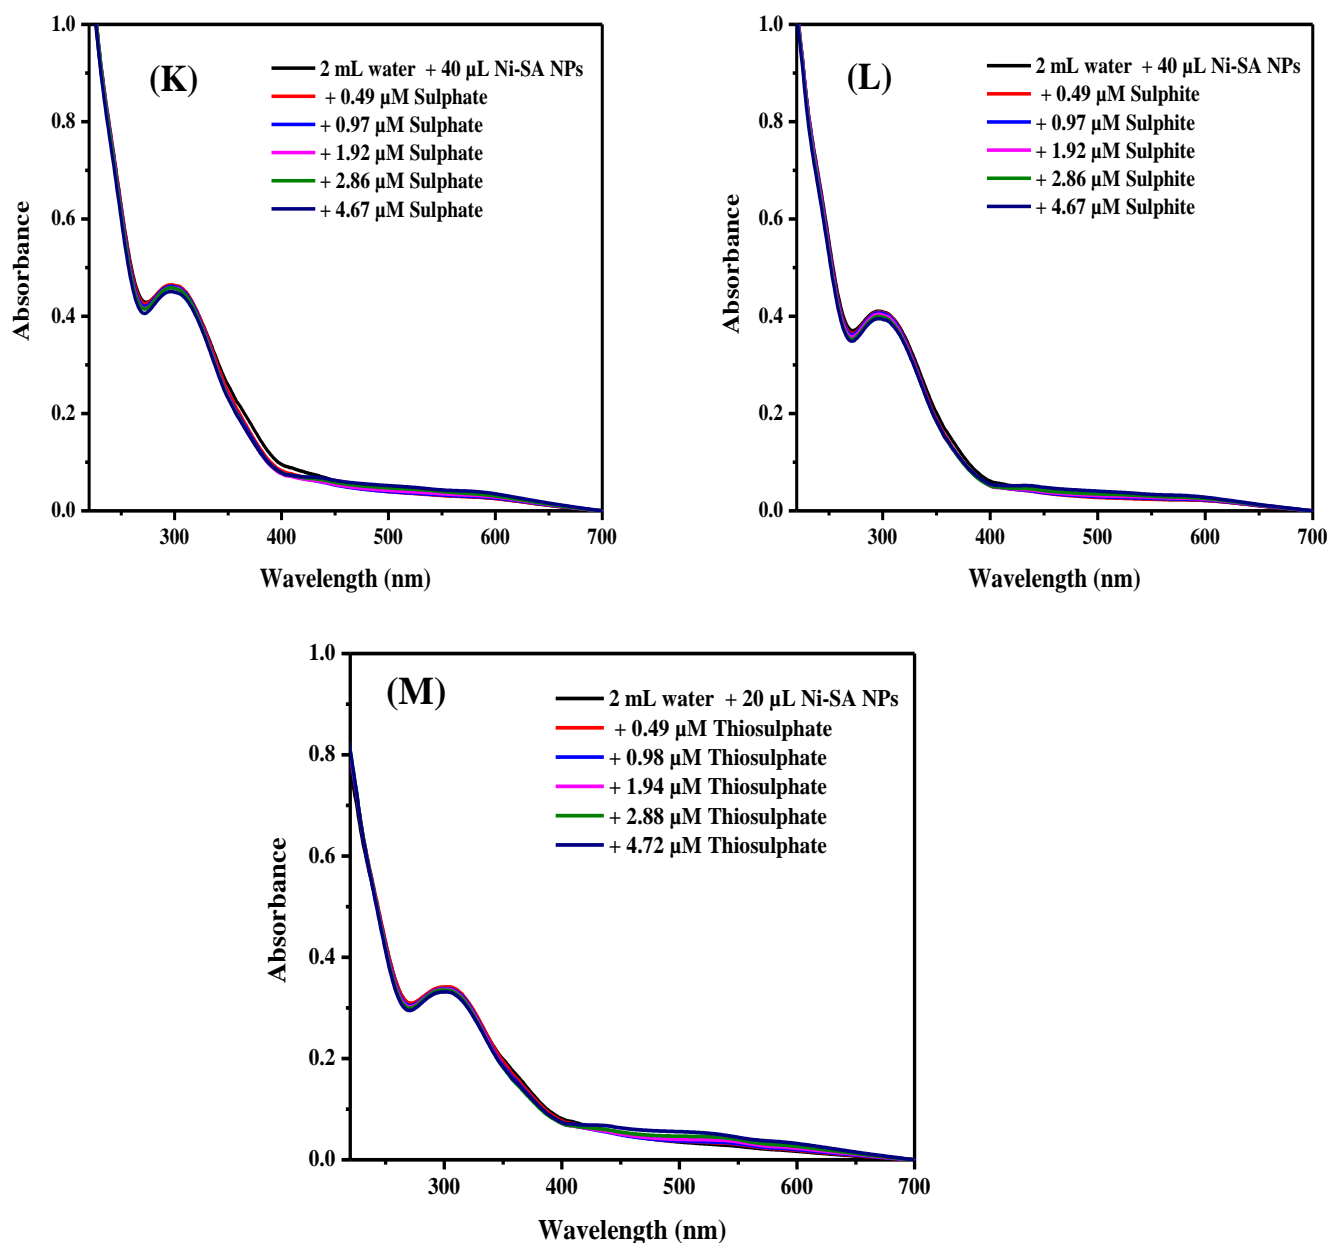 (K)
2 mL water + 40 µL Ni-SA NPs
+ 0.49 µM Sulphate
+ 0.97 µM Sulphate
+ 1.92 µM Sulphate
+ 2.86 µM Sulphate
+ 4.67 µM Sulphate
1.0
0.8
0.6
0.4
0.2
0.0
Absorbance
300 400 500 600 700
Wavelength (nm)
(L)
2 mL water + 40 µL Ni-SA NPs
+ 0.49 µM Sulphite
+ 0.97 µM Sulphite
+ 1.92 µM Sulphite
+ 2.86 µM Sulphite
+ 4.67 µM Sulphite
1.0
0.8
0.6
0.4
0.2
0.0
Absorbance
300 400 500 600 700
Wavelength (nm)
(M)
2 mL water + 20 µL Ni-SA NPs
+ 0.49 µM Thiosulphate
+ 0.98 µM Thiosulphate
+ 1.94 µM Thiosulphate
+ 2.88 µM Thiosulphate
+ 4.72 µM Thiosulphate
1.0
0.8
0.6
0.4
0.2
0.0
Absorbance
300 400 500 600 700
Wavelength (nm)